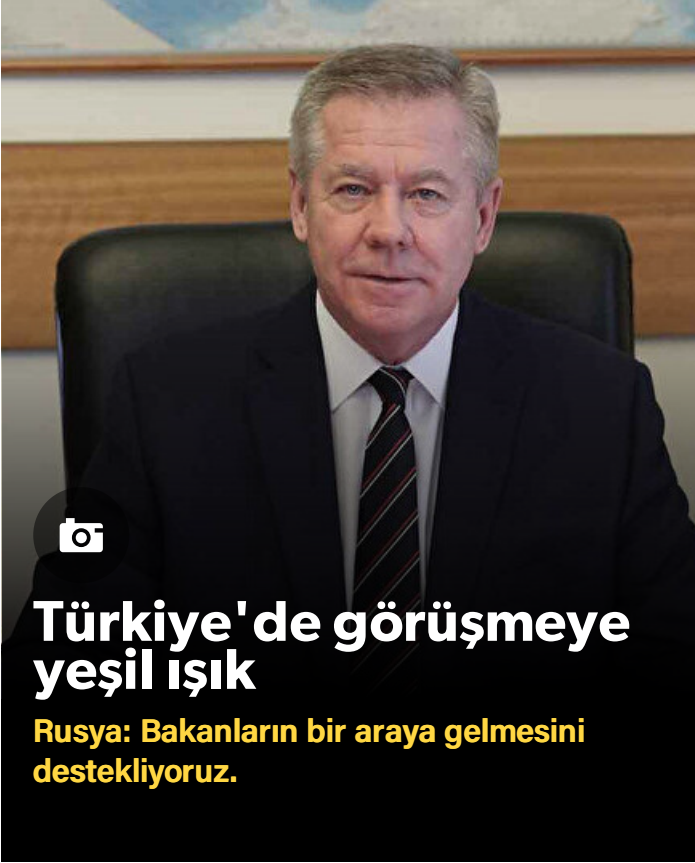 Türkiye'de görüşmeye
yeşil ışık
Rusya: Bakanların bir araya gelmesini
destekliyoruz.